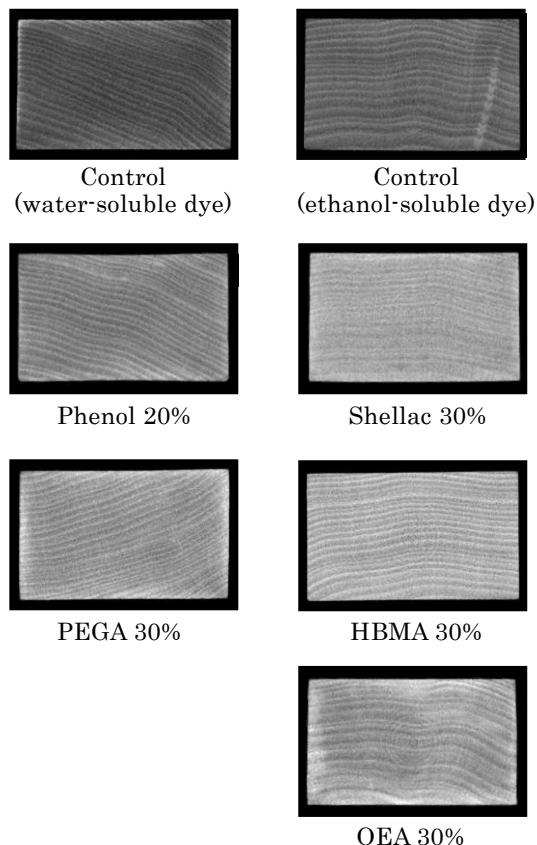 Control
(water-soluble dye)
Control
(ethanol-soluble dye)
Phenol 20%
Shellac 30%
PEGA 30%
HBMA 30%
OEA 30%